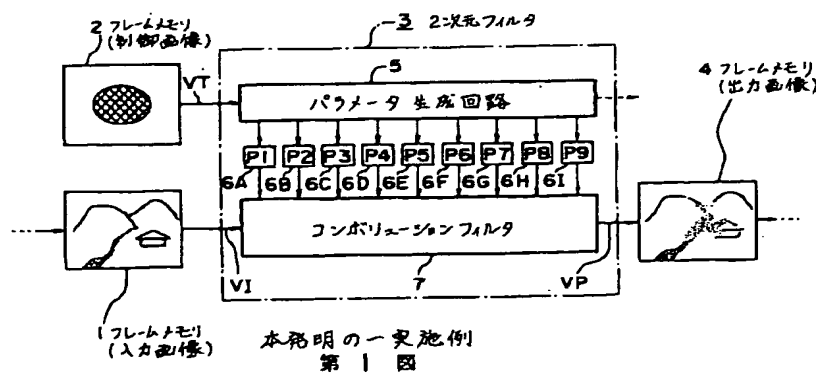 2 フレームメモリ
(制御画像)
VT
3 2次元フィルタ
5
パラメータ生成回路
4 フレームメモリ
(出力画像)
P1 P2 P3 P4 P5 P6 P7 P8 P9
6A 6B 6C 6D 6E 6F 6G 6H 6I
コンボリューションフィルタ
VI
7
VP
1 フレームメモリ
(入力画像)
本発明の一実施例
第 1 図